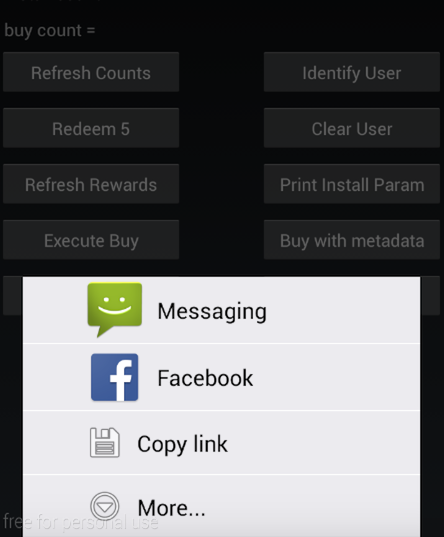 buy count =
Refresh Counts
Identify User
Redeem 5
Clear User
Refresh Rewards
Print Install Param
Execute Buy
Buy with metadata
Messaging
Facebook
Copy link
More...
free for personal use